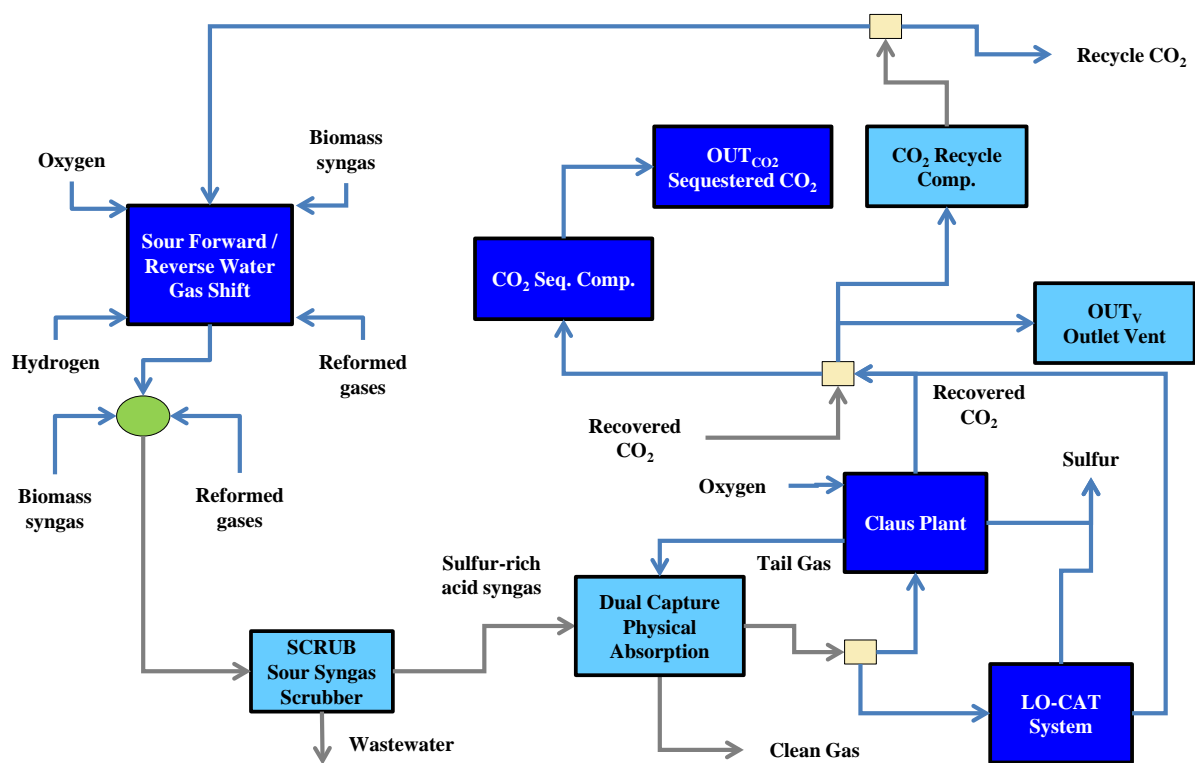 Recycle CO₂
Biomass
syngas
Oxygen
OUT_CO2
Sequestered CO₂
CO₂ Recycle
Comp.
Sour Forward /
Reverse Water
Gas Shift
CO₂ Seq. Comp.
OUT_V
Outlet Vent
Hydrogen
Reformed
gases
Recovered
CO₂
Recovered
CO₂
Sulfur
Biomass
syngas
Reformed
gases
Oxygen
Claus Plant
Sulfur-rich
acid syngas
Tail Gas
Dual Capture
Physical
Absorption
SCRUB
Sour Syngas
Scrubber
LO-CAT
System
Wastewater
Clean Gas